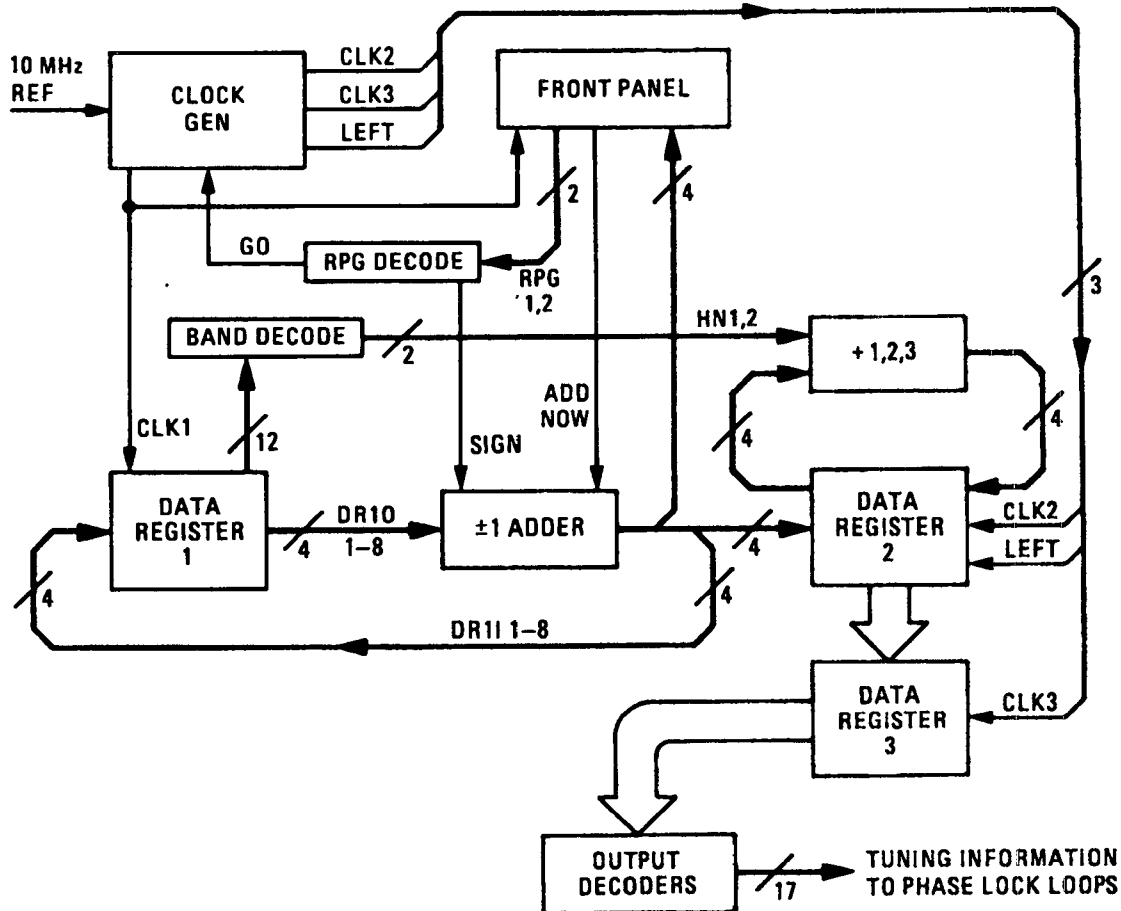 CLK2
10 MHz
REF
CLOCK
GEN
CLK3
LEFT
FRONT PANEL
2
4
GO
RPG DECODE
RPG
1,2
3
BAND DECODE
2
HN1,2
+ 1,2,3
ADD
NOW
4
4
CLK1
12
SIGN
DATA
REGISTER
1
4
DR10
1–8
±1 ADDER
4
DATA
REGISTER
2
CLK2
LEFT
4
4
DR1I 1–8
DATA
REGISTER
3
CLK3
OUTPUT
DECODERS
17
TUNING INFORMATION
TO PHASE LOCK LOOPS